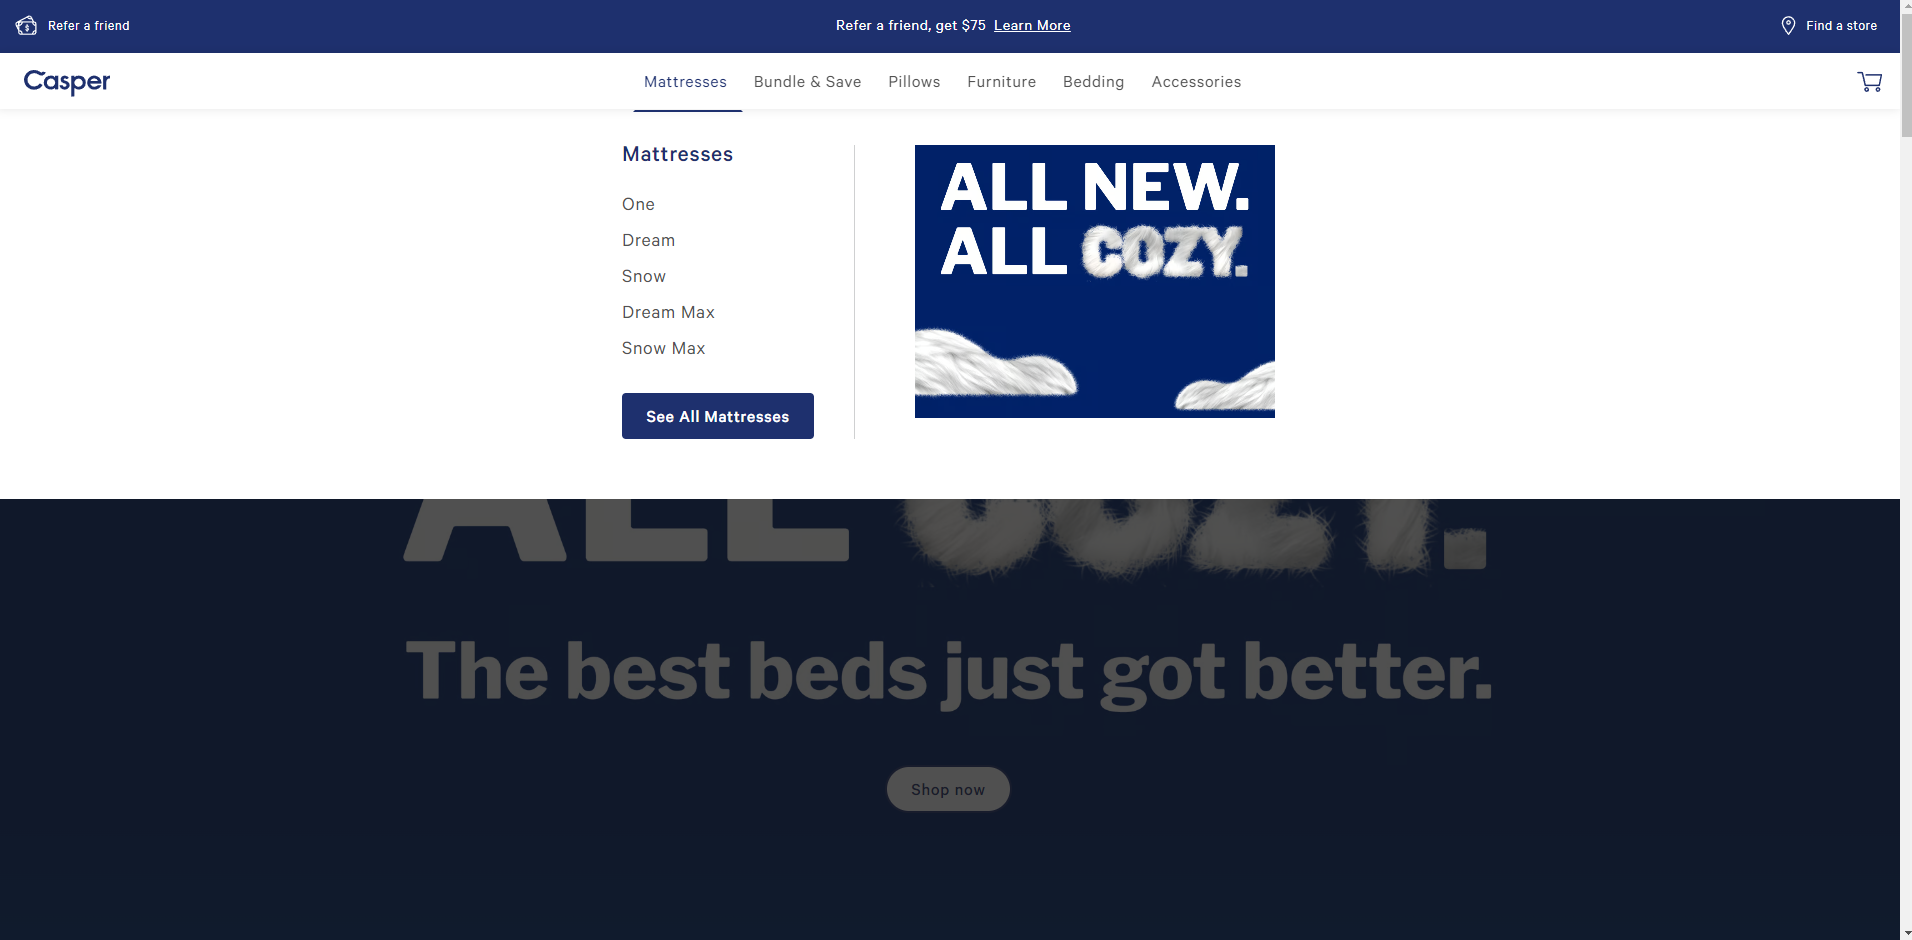 Refer a friend
Refer a friend, get $75 Learn More
Find a store
Casper
Mattresses
Bundle & Save
Pillows
Furniture
Bedding
Accessories
Mattresses
One
Dream
Snow
Dream Max
Snow Max
See All Mattresses
ALL NEW.
ALL COZY.
ALL COZY.
The best beds just got better.
Shop now